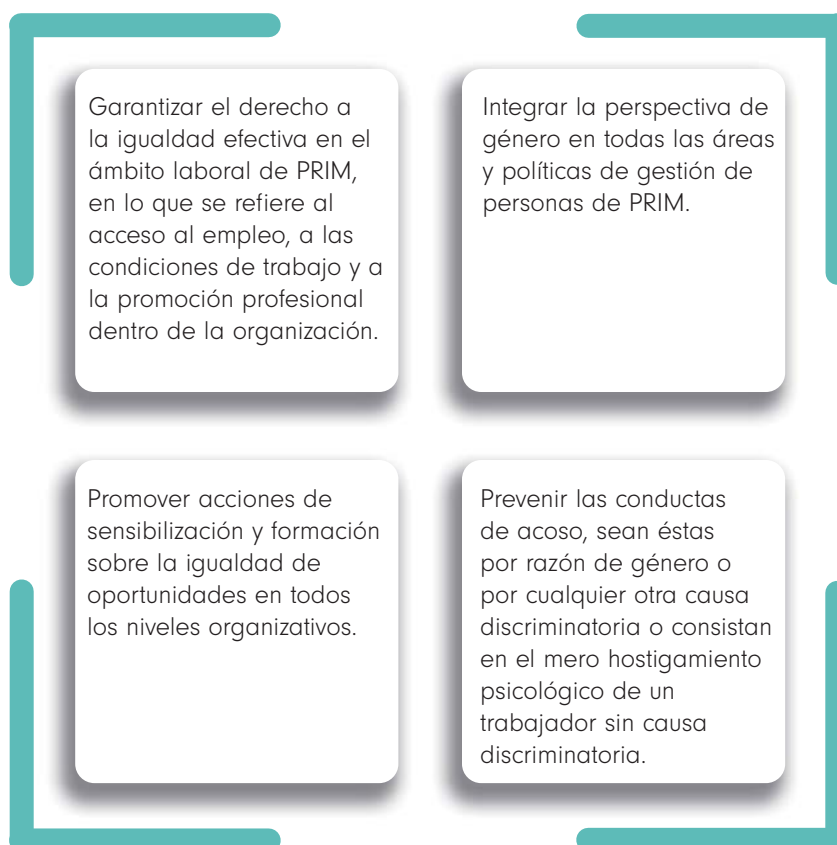 Garantizar el derecho a
la igualdad efectiva en el
ámbito laboral de PRIM,
en lo que se refiere al
acceso al empleo, a las
condiciones de trabajo y a
la promoción profesional
dentro de la organización.
Integrar la perspectiva de
género en todas las áreas
y políticas de gestión de
personas de PRIM.
Promover acciones de
sensibilización y formación
sobre la igualdad de
oportunidades en todos
los niveles organizativos.
Prevenir las conductas
de acoso, sean éstas
por razón de género o
por cualquier otra causa
discriminatoria o consistan
en el mero hostigamiento
psicológico de un
trabajador sin causa
discriminatoria.